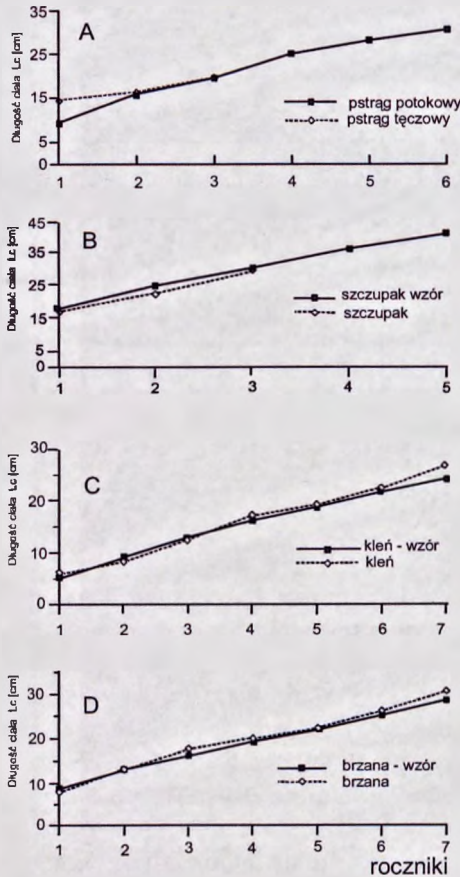 35
A
25
15
5
0
Długość ciała Lc [cm]
pstrąg potokowy
pstrąg tęczowy
1 2 3 4 5 6
45
B
35
25
15
5
0
Długość ciała Lc [cm]
szczupak wzór
szczupak
1 2 3 4 5
30
C
20
10
0
Długość ciała Lc [cm]
kleń - wzór
kleń
1 2 3 4 5 6 7
D
30
20
10
0
Długość ciała Lc [cm]
brzana - wzór
brzana
1 2 3 4 5 6 7
roczniki